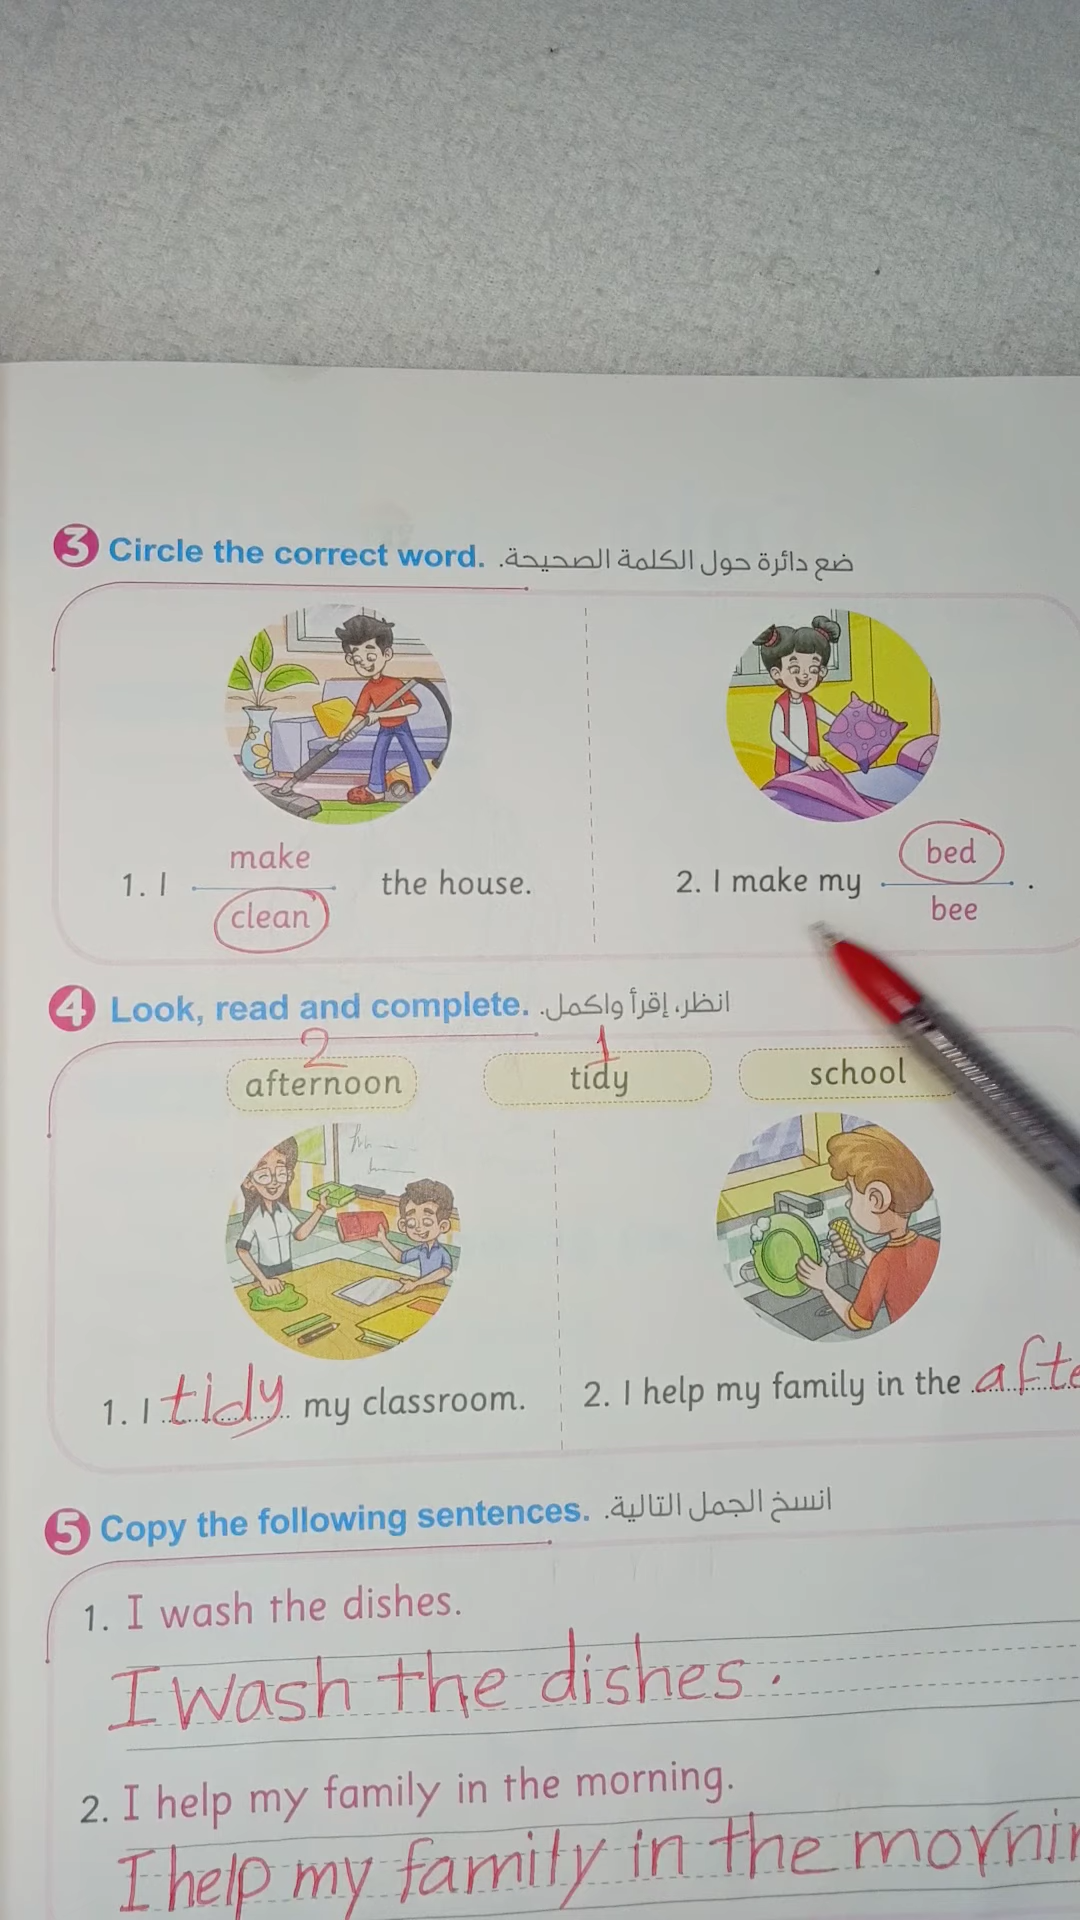 3 Circle the correct word. ضع دائرة حول الكلمة الصحيحة.
make
1. I the house.
clean
bed
2. I make my .
bee
4 Look, read and complete. انظر، إقرأ واكمل.
2 1
afternoon tidy school
1. I tidy my classroom.
2. I help my family in the afte
5 Copy the following sentences. انسخ الجمل التالية.
1. I wash the dishes.
I wash the dishes.
2. I help my family in the morning.
I help my family in the mornin